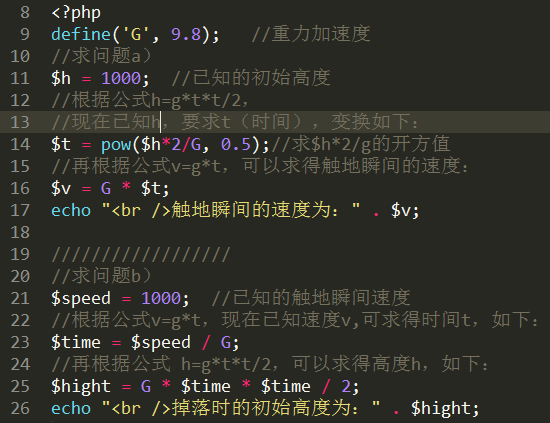 8 <?php
9 define('G', 9.8);   //重力加速度
10 //求问题a）
11 $h = 1000;  //已知的初始高度
12 //根据公式h=g*t*t/2，
13 //现在已知h，要求t（时间），变换如下：
14 $t = pow($h*2/G, 0.5);//求$h*2/g的开方值
15 //再根据公式v=g*t，可以求得触地瞬间的速度：
16 $v = G * $t;
17 echo "<br />触地瞬间的速度为：" . $v;
18
19 //////////////////
20 //求问题b）
21 $speed = 1000;  //已知的触地瞬间速度
22 //根据公式v=g*t，现在已知速度v,可求得时间t，如下：
23 $time = $speed / G;
24 //再根据公式 h=g*t*t/2，可以求得高度h，如下：
25 $hight = G * $time * $time / 2;
26 echo "<br />掉落时的初始高度为：" . $hight;